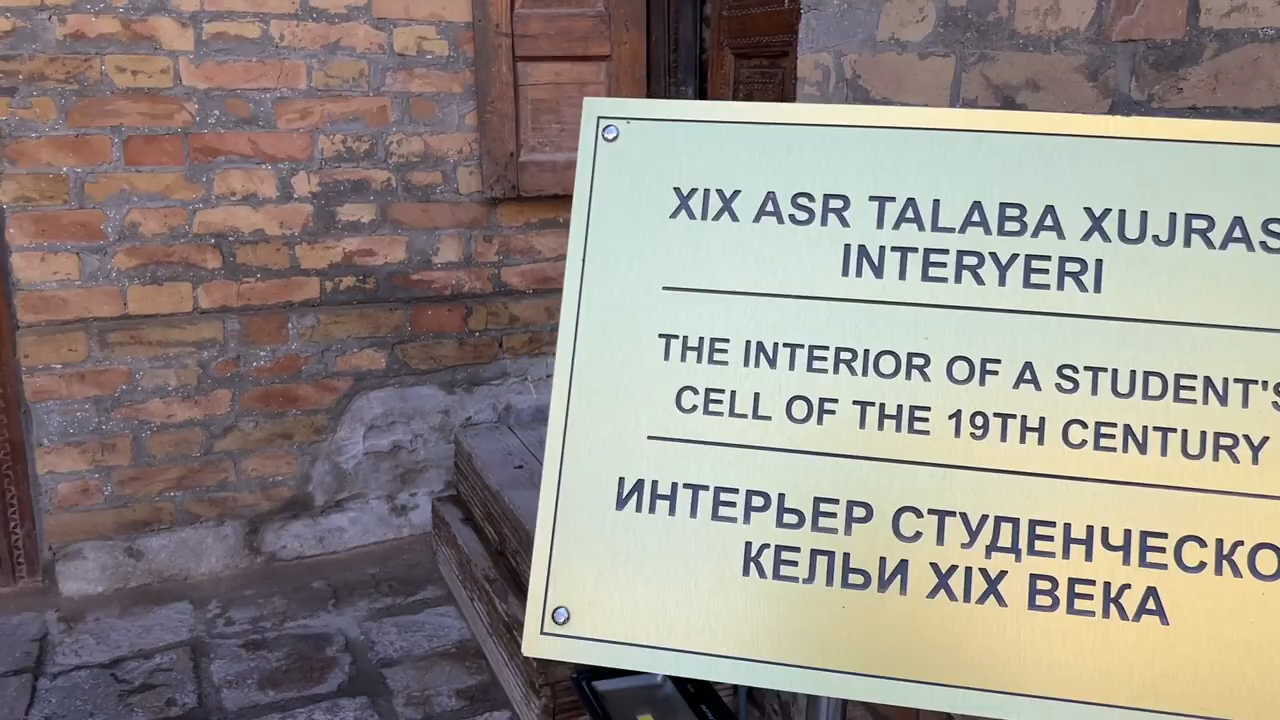 XIX ASR TALABA XUJRAS
INTERYERI
THE INTERIOR OF A STUDENT'S
CELL OF THE 19TH CENTURY
ИНТЕРЬЕР СТУДЕНЧЕСКО
КЕЛЬИ XIX ВЕКА